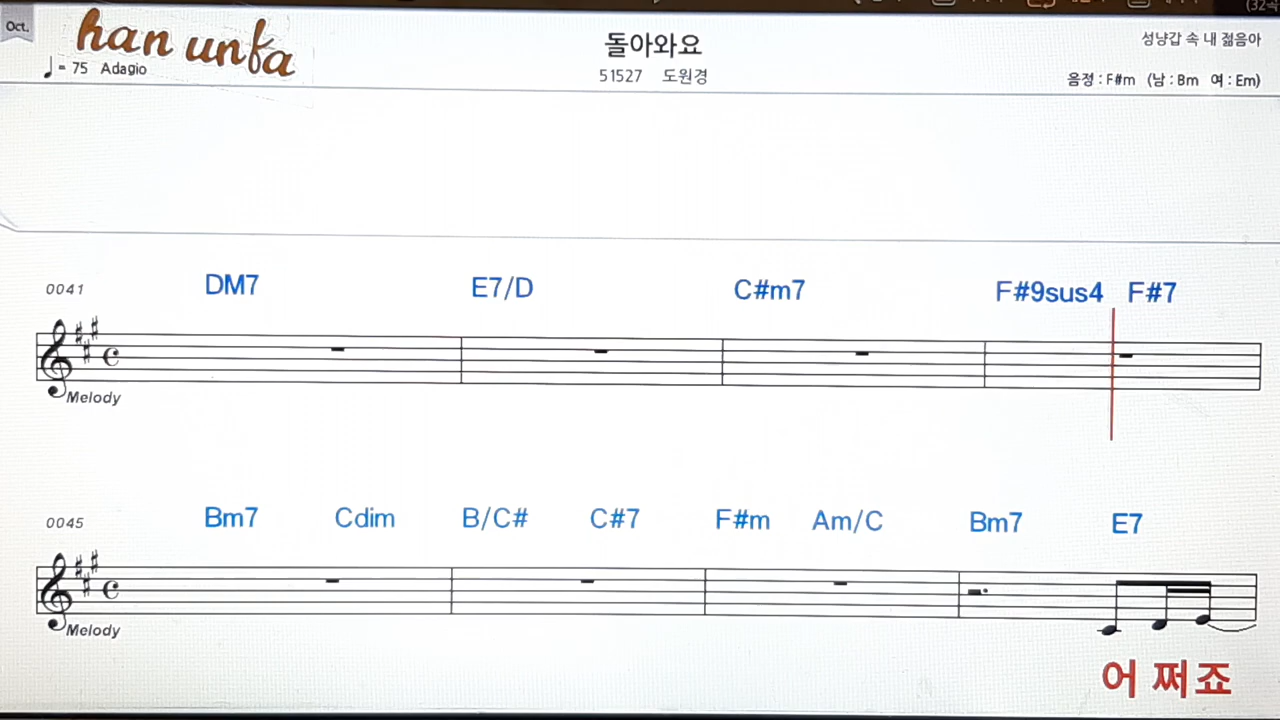 Oct.
han unfa
돌아와요
성냥갑 속 내 젊음아
♩= 75 Adagio
51527 도원경
음정 : F#m (남 : Bm 여 : Em)
0041 DM7 E7/D C#m7 F#9sus4 F#7
Melody
0045 Bm7 Cdim B/C# C#7 F#m Am/C Bm7 E7
Melody
어 쩌죠